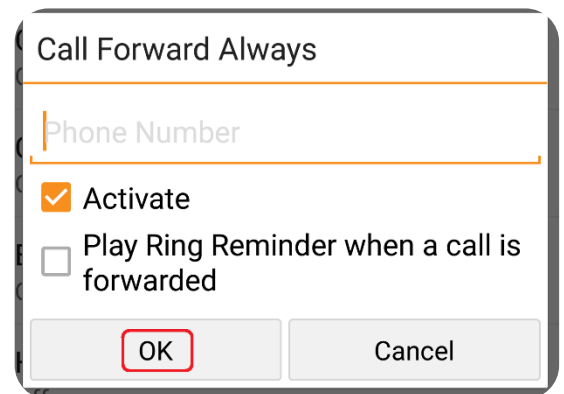 Call Forward Always
Phone Number
Activate
Play Ring Reminder when a call is
forwarded
OK
Cancel